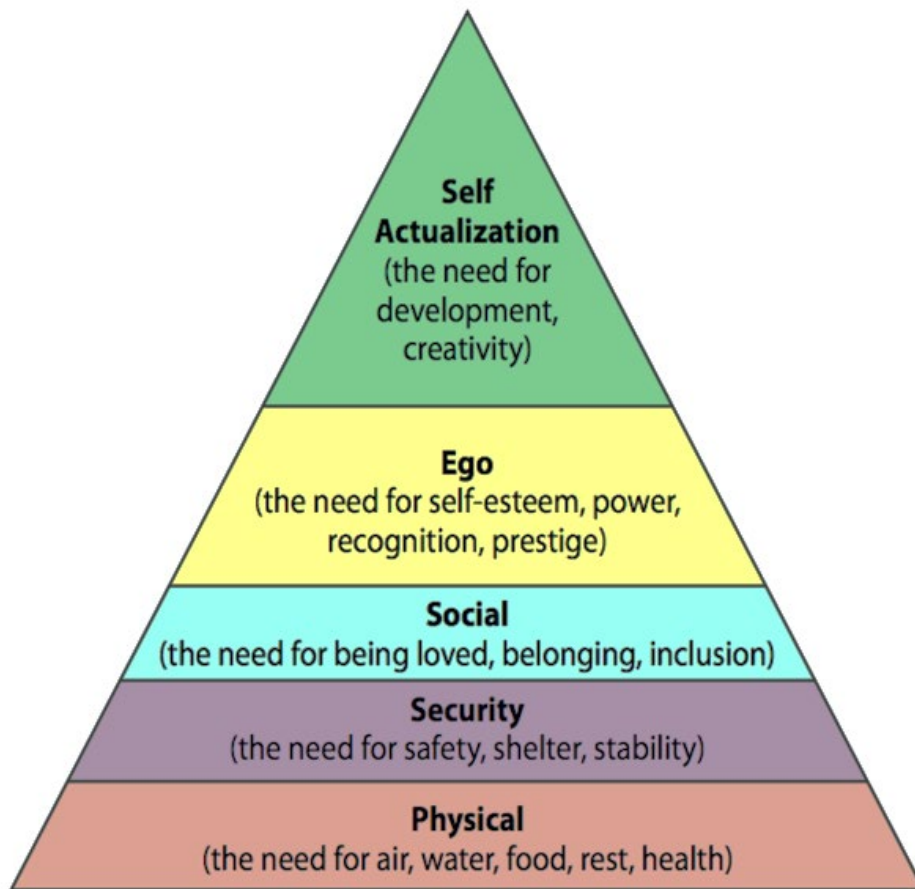 Self
Actualization
(the need for
development,
creativity)
Ego
(the need for self-esteem, power,
recognition, prestige)
Social
(the need for being loved, belonging, inclusion)
Security
(the need for safety, shelter, stability)
Physical
(the need for air, water, food, rest, health)